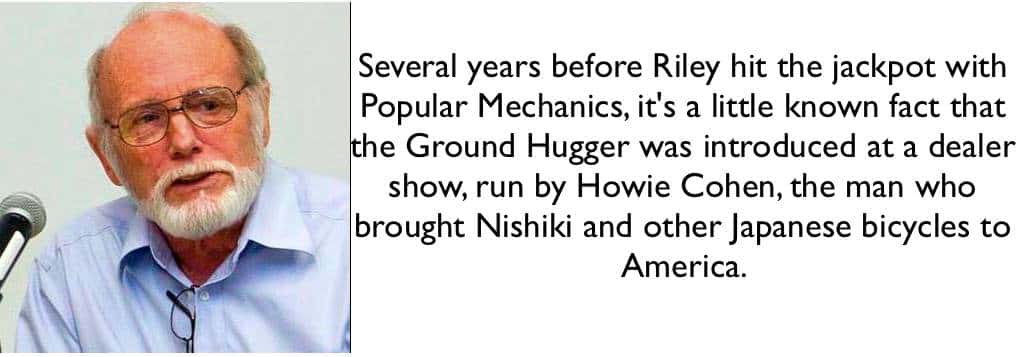 Several years before Riley hit the jackpot with
Popular Mechanics, it's a little known fact that
the Ground Hugger was introduced at a dealer
show, run by Howie Cohen, the man who
brought Nishiki and other Japanese bicycles to
America.